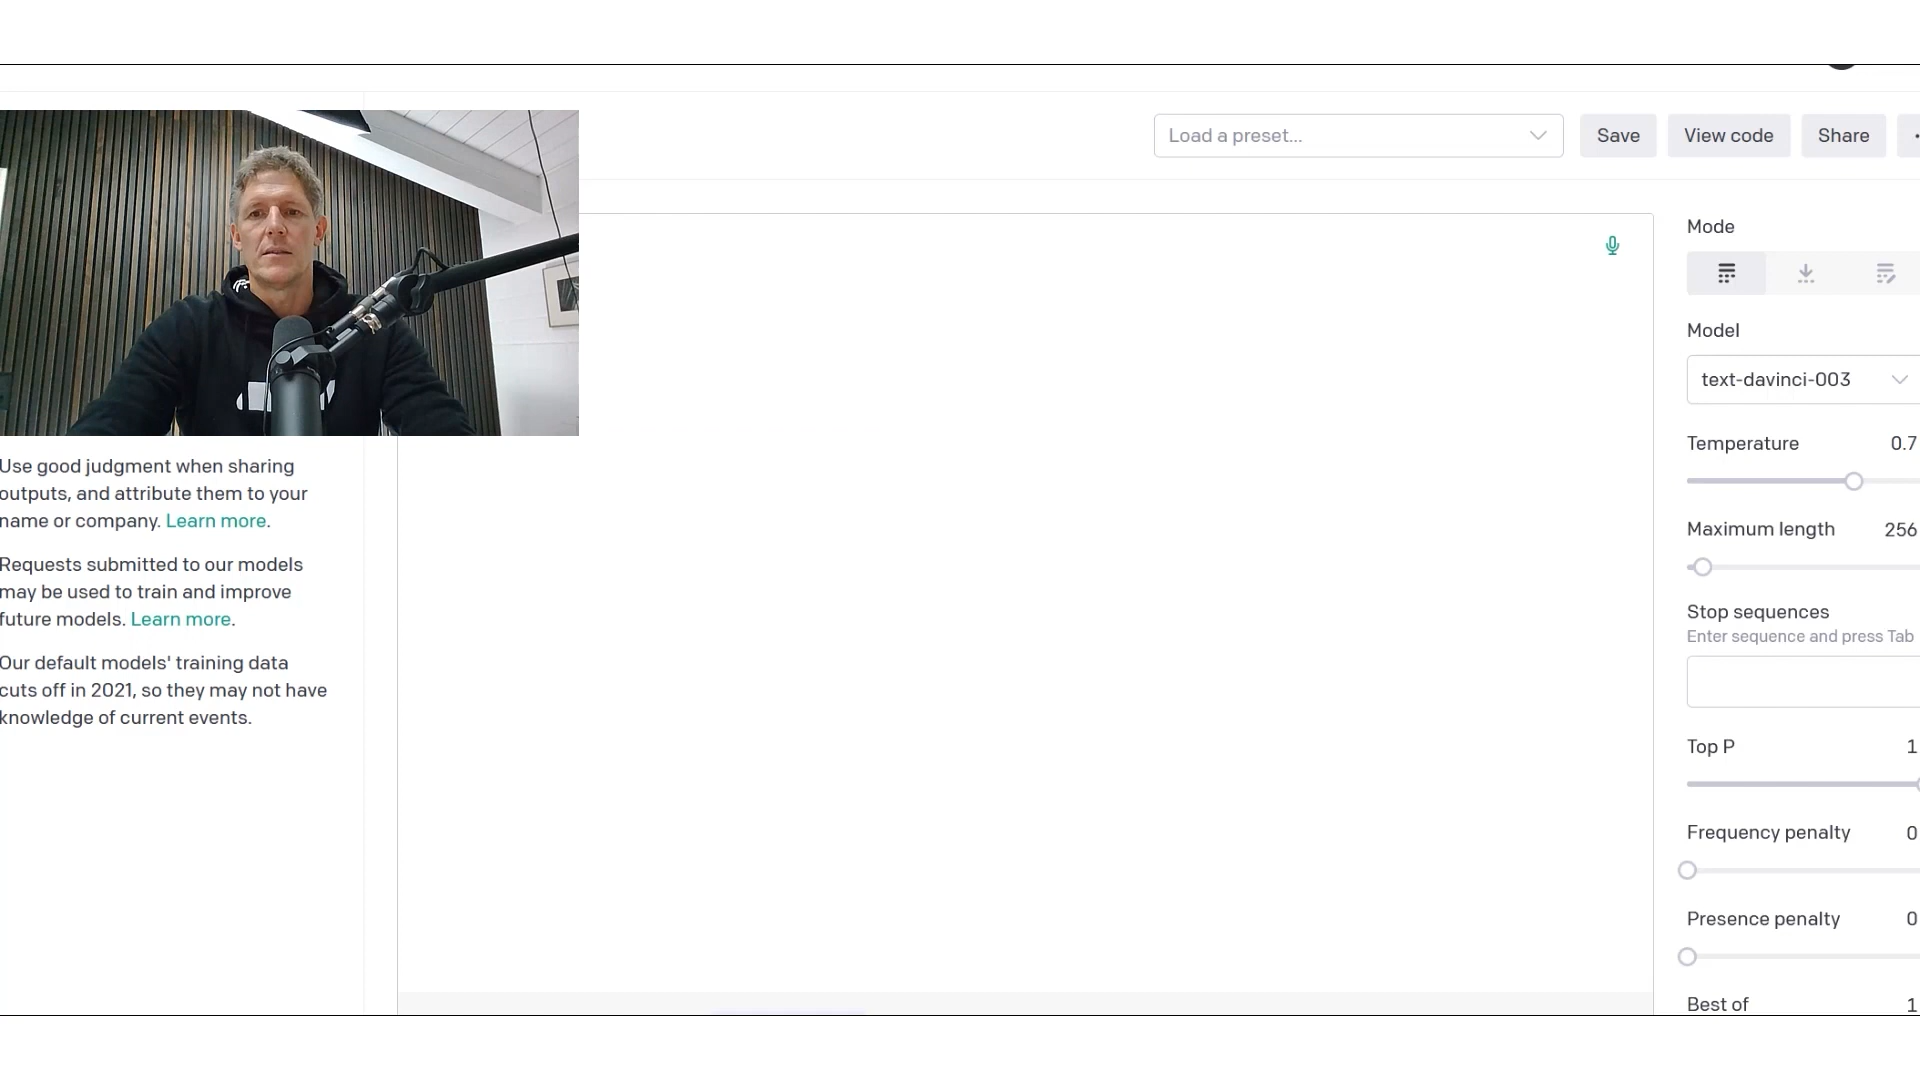 Load a preset...
Save
View code
Share
Mode
Model
text-davinci-003
Temperature
0.7
Maximum length
256
Stop sequences
Enter sequence and press Tab
Top P
1
Frequency penalty
0
Presence penalty
0
Best of
1
Use good judgment when sharing
outputs, and attribute them to your
name or company. Learn more.
Requests submitted to our models
may be used to train and improve
future models. Learn more.
Our default models' training data
cuts off in 2021, so they may not have
knowledge of current events.